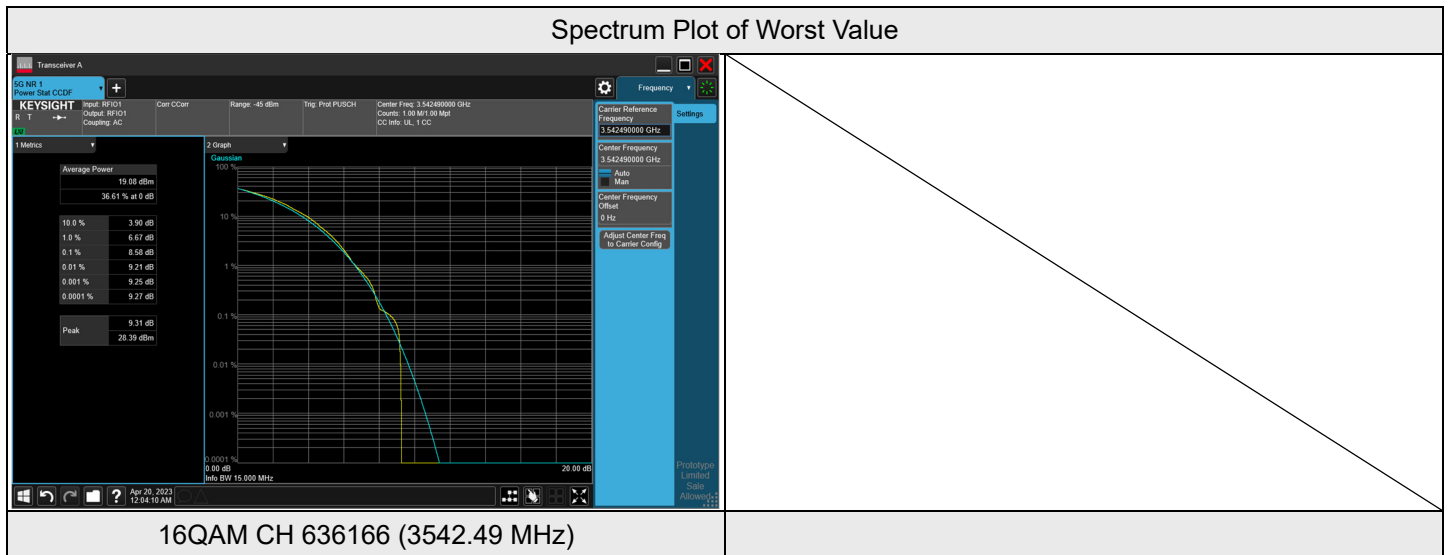 Spectrum Plot of Worst Value
Transceiver A
5G NR 1
Power Stat CCDF
+
Frequency
KEYSIGHT
R T
LXI
Input: RFIO1
Output: RFIO1
Coupling: AC
Corr CCorr
Range: -45 dBm
Trig: Prot PUSCH
Center Freq: 3.542490000 GHz
Counts: 1.00 M/1.00 Mpt
CC Info: UL, 1 CC
1 Metrics
Average Power
19.08 dBm
36.61 % at 0 dB
10.0 % 3.90 dB
1.0 % 6.67 dB
0.1 % 8.58 dB
0.01 % 9.21 dB
0.001 % 9.25 dB
0.0001 % 9.27 dB
Peak
9.31 dB
28.39 dBm
2 Graph
Gaussian
100 %
10 %
1 %
0.1 %
0.01 %
0.001 %
0.0001 %
0.00 dB 20.00 dB
Info BW 15.000 MHz
Carrier Reference
Frequency
3.542490000 GHz
Center Frequency
3.542490000 GHz
Auto
Man
Center Frequency
Offset
0 Hz
Adjust Center Freq
to Carrier Config
Settings
Prototype
Limited
Sale
Allowed
?
Apr 20, 2023
12:04:10 AM
16QAM CH 636166 (3542.49 MHz)